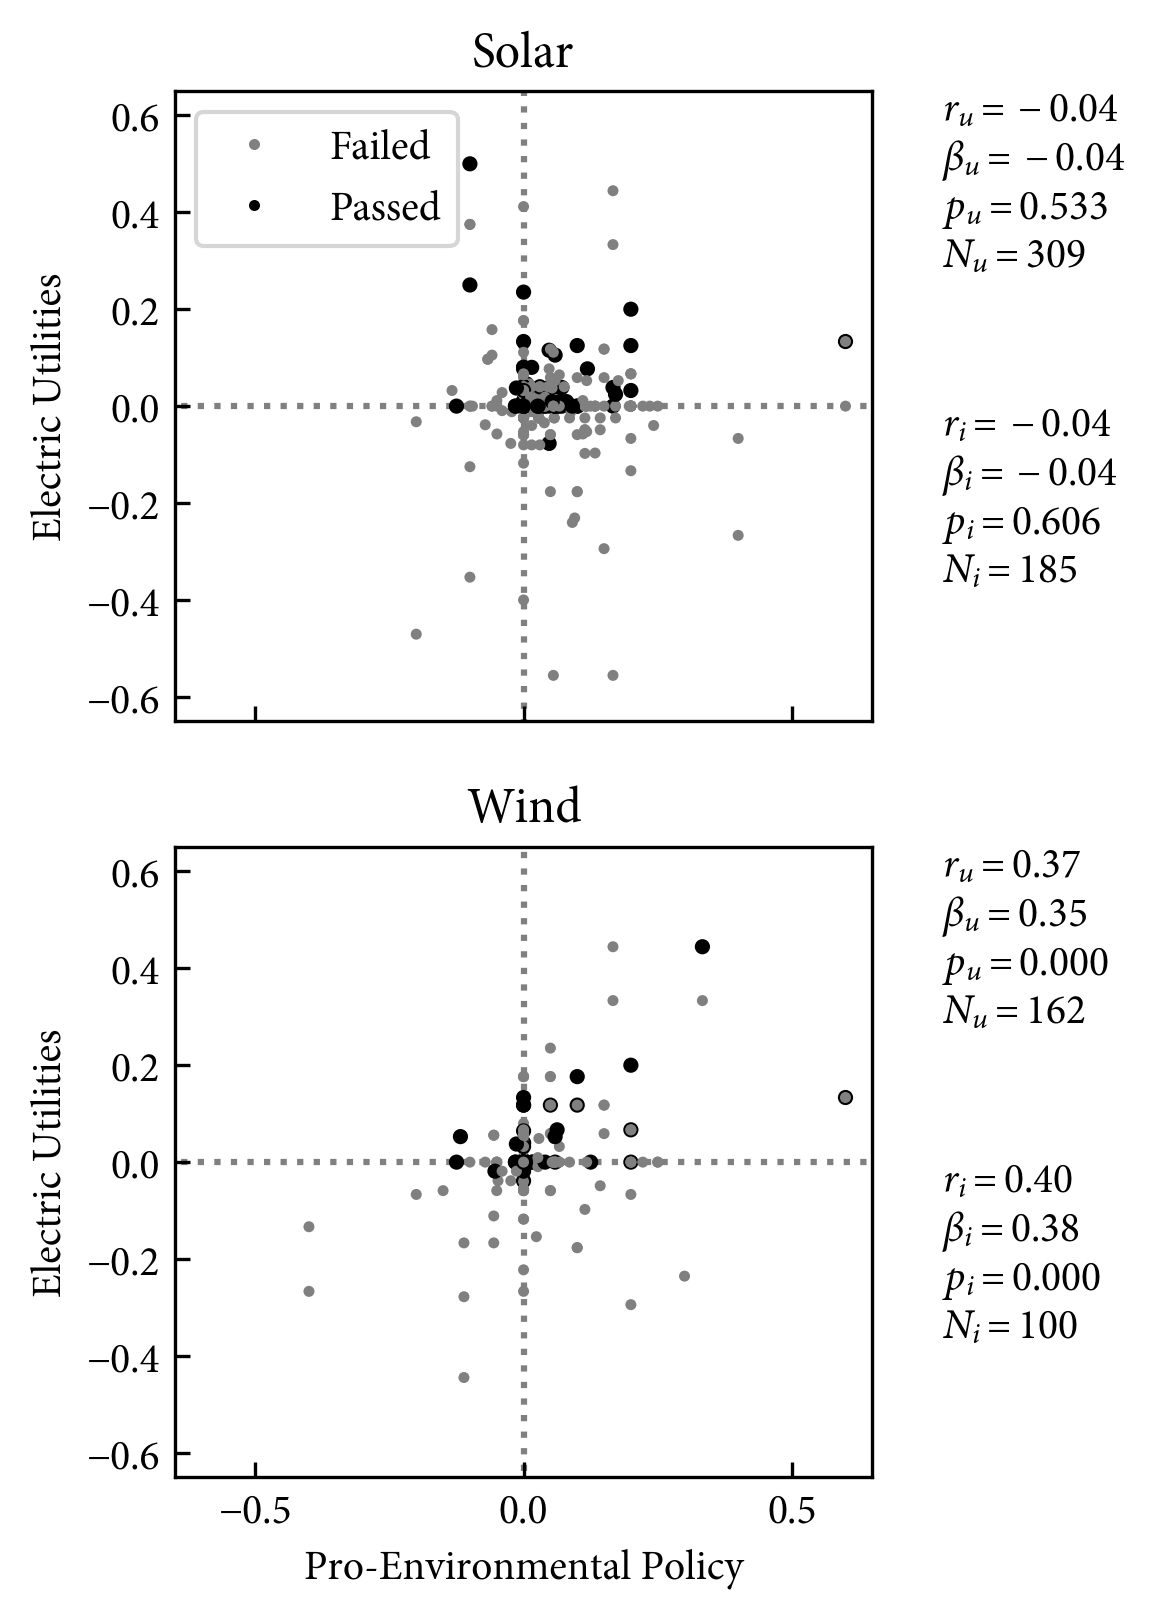 Solar
Failed
Passed
0.6
0.4
0.2
0.0
−0.2
−0.4
−0.6
Electric Utilities
r_u = −0.04
β_u = −0.04
p_u = 0.533
N_u = 309
r_i = −0.04
β_i = −0.04
p_i = 0.606
N_i = 185
Wind
0.6
0.4
0.2
0.0
−0.2
−0.4
−0.6
Electric Utilities
r_u = 0.37
β_u = 0.35
p_u = 0.000
N_u = 162
r_i = 0.40
β_i = 0.38
p_i = 0.000
N_i = 100
−0.5 0.0 0.5
Pro-Environmental Policy